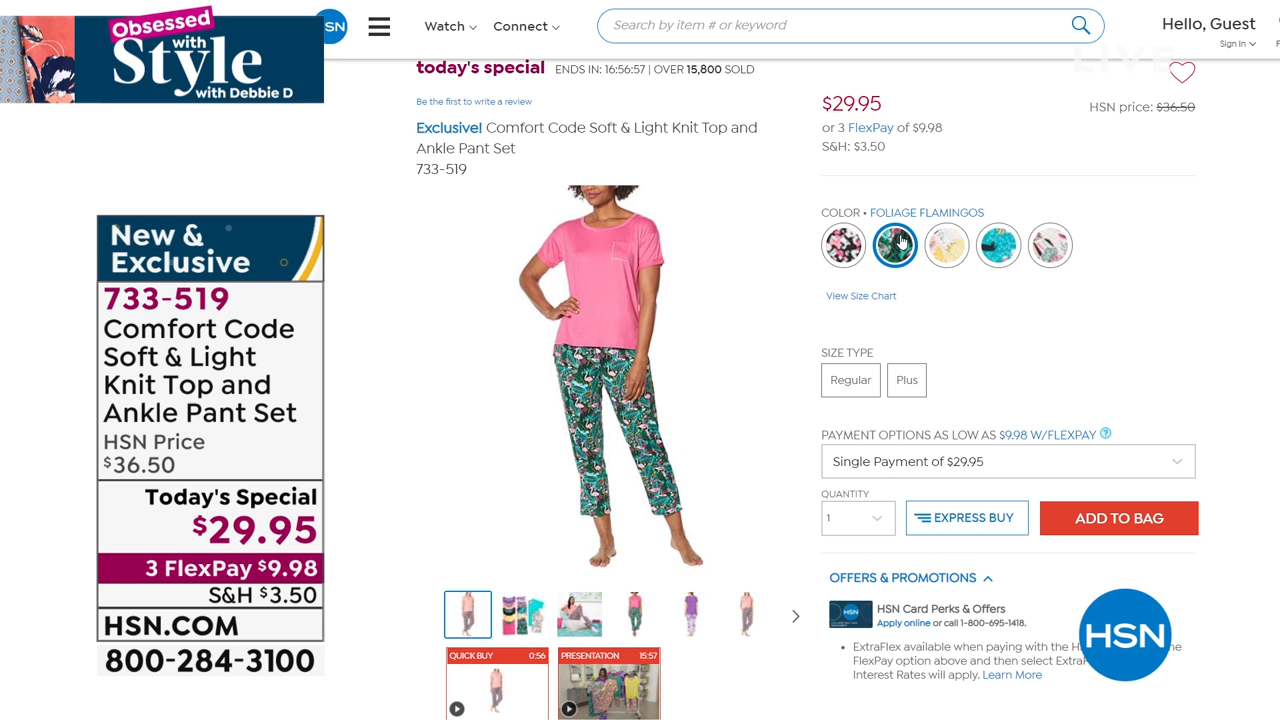 Obsessed
with
Style
with Debbie D
SN
Watch
Connect
Search by item # or keyword
Hello, Guest
Sign In
LIVE
today's special ENDS IN: 16:56:57 | OVER 15,800 SOLD
Be the first to write a review
Exclusive! Comfort Code Soft & Light Knit Top and
Ankle Pant Set
733-519
$29.95
HSN price: $36.50
or 3 FlexPay of $9.98
S&H: $3.50
COLOR • FOLIAGE FLAMINGOS
View Size Chart
SIZE TYPE
Regular
Plus
PAYMENT OPTIONS AS LOW AS $9.98 W/FLEXPAY ?
Single Payment of $29.95
QUANTITY
1
EXPRESS BUY
ADD TO BAG
OFFERS & PROMOTIONS
HSN
HSN Card Perks & Offers
Apply online or call 1-800-695-1418.
• ExtraFlex available when paying with the H he
FlexPay option above and then select Extra
Interest Rates will apply. Learn More
HSN
QUICK BUY 0:56
PRESENTATION 15:57
New &
Exclusive
733-519
Comfort Code
Soft & Light
Knit Top and
Ankle Pant Set
HSN Price
$36.50
Today's Special
$29.95
3 FlexPay $9.98
S&H $3.50
HSN.COM
800-284-3100